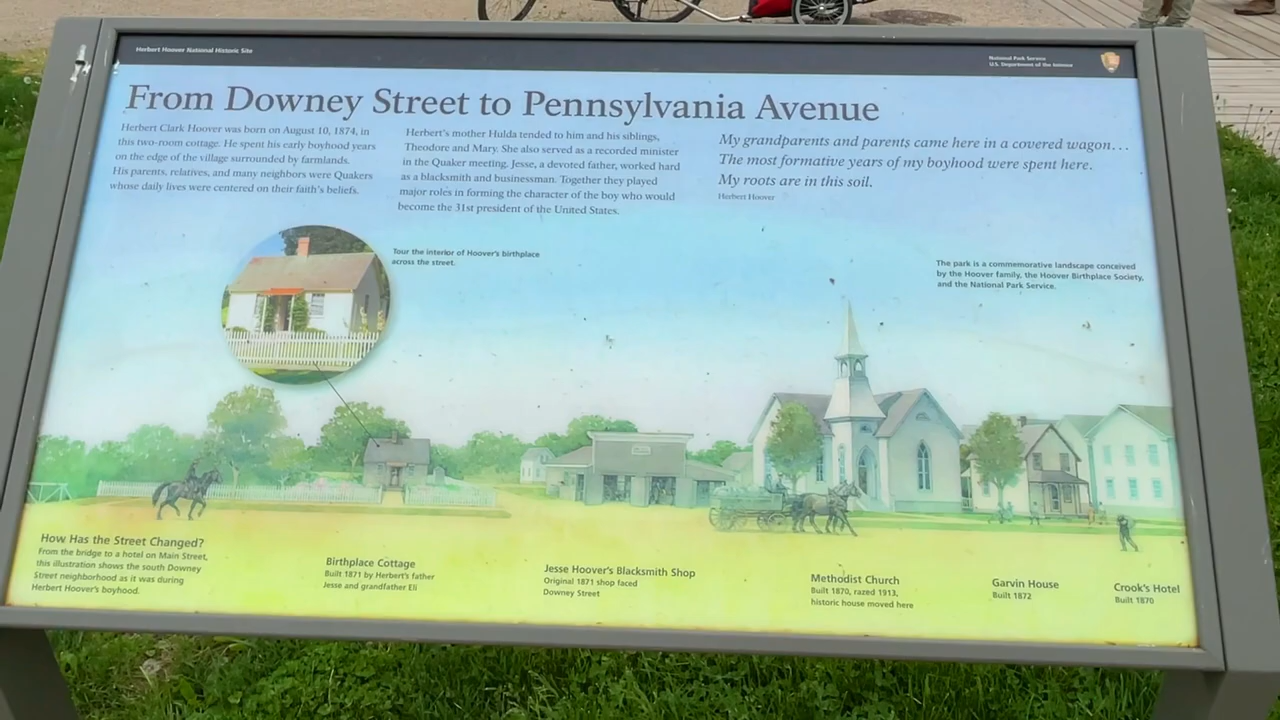 Herbert Hoover National Historic Site
National Park Service
U.S. Department of the Interior
From Downey Street to Pennsylvania Avenue
Herbert Clark Hoover was born on August 10, 1874, in
this two-room cottage. He spent his early boyhood years
on the edge of the village surrounded by farmlands.
His parents, relatives, and many neighbors were Quakers
whose daily lives were centered on their faith's beliefs.
Herbert's mother Hulda tended to him and his siblings,
Theodore and Mary. She also served as a recorded minister
in the Quaker meeting. Jesse, a devoted father, worked hard
as a blacksmith and businessman. Together they played
major roles in forming the character of the boy who would
become the 31st president of the United States.
My grandparents and parents came here in a covered wagon...
The most formative years of my boyhood were spent here.
My roots are in this soil.
Herbert Hoover
Tour the interior of Hoover's birthplace
across the street.
The park is a commemorative landscape conceived
by the Hoover family, the Hoover Birthplace Society,
and the National Park Service.
How Has the Street Changed?
From the bridge to a hotel on Main Street,
this illustration shows the south Downey
Street neighborhood as it was during
Herbert Hoover's boyhood.
Birthplace Cottage
Built 1871 by Herbert's father
Jesse and grandfather Eli
Jesse Hoover's Blacksmith Shop
Original 1871 shop faced
Downey Street
Methodist Church
Built 1870, razed 1913,
historic house moved here
Garvin House
Built 1872
Crook's Hotel
Built 1870